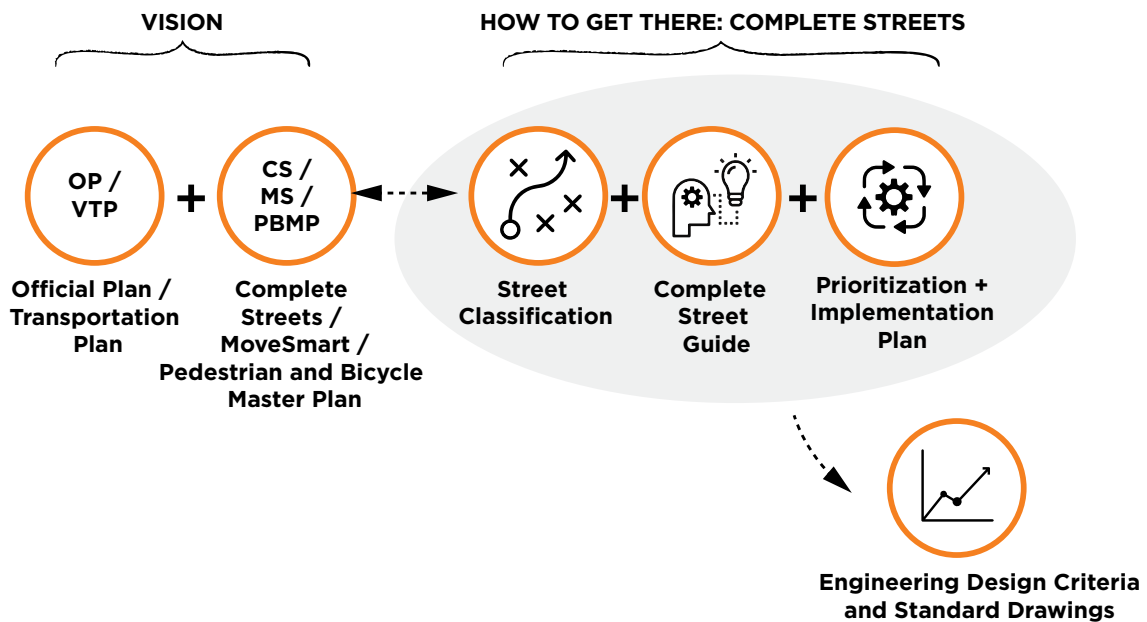 VISION
HOW TO GET THERE: COMPLETE STREETS
OP /
VTP
+
CS /
MS /
PBMP
+
+
Official Plan /
Transportation
Plan
Complete
Streets /
MoveSmart /
Pedestrian and Bicycle
Master Plan
Street
Classification
Complete
Street
Guide
Prioritization +
Implementation
Plan
Engineering Design Criteria
and Standard Drawings